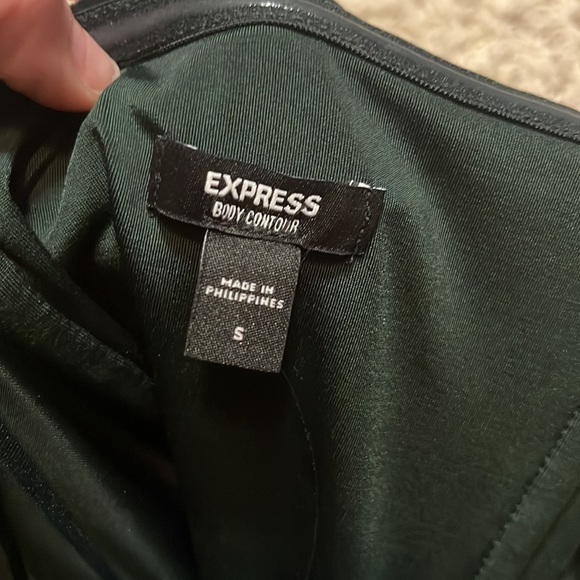 EXPRESS
BODY CONTOUR
MADE IN
PHILIPPINES
S